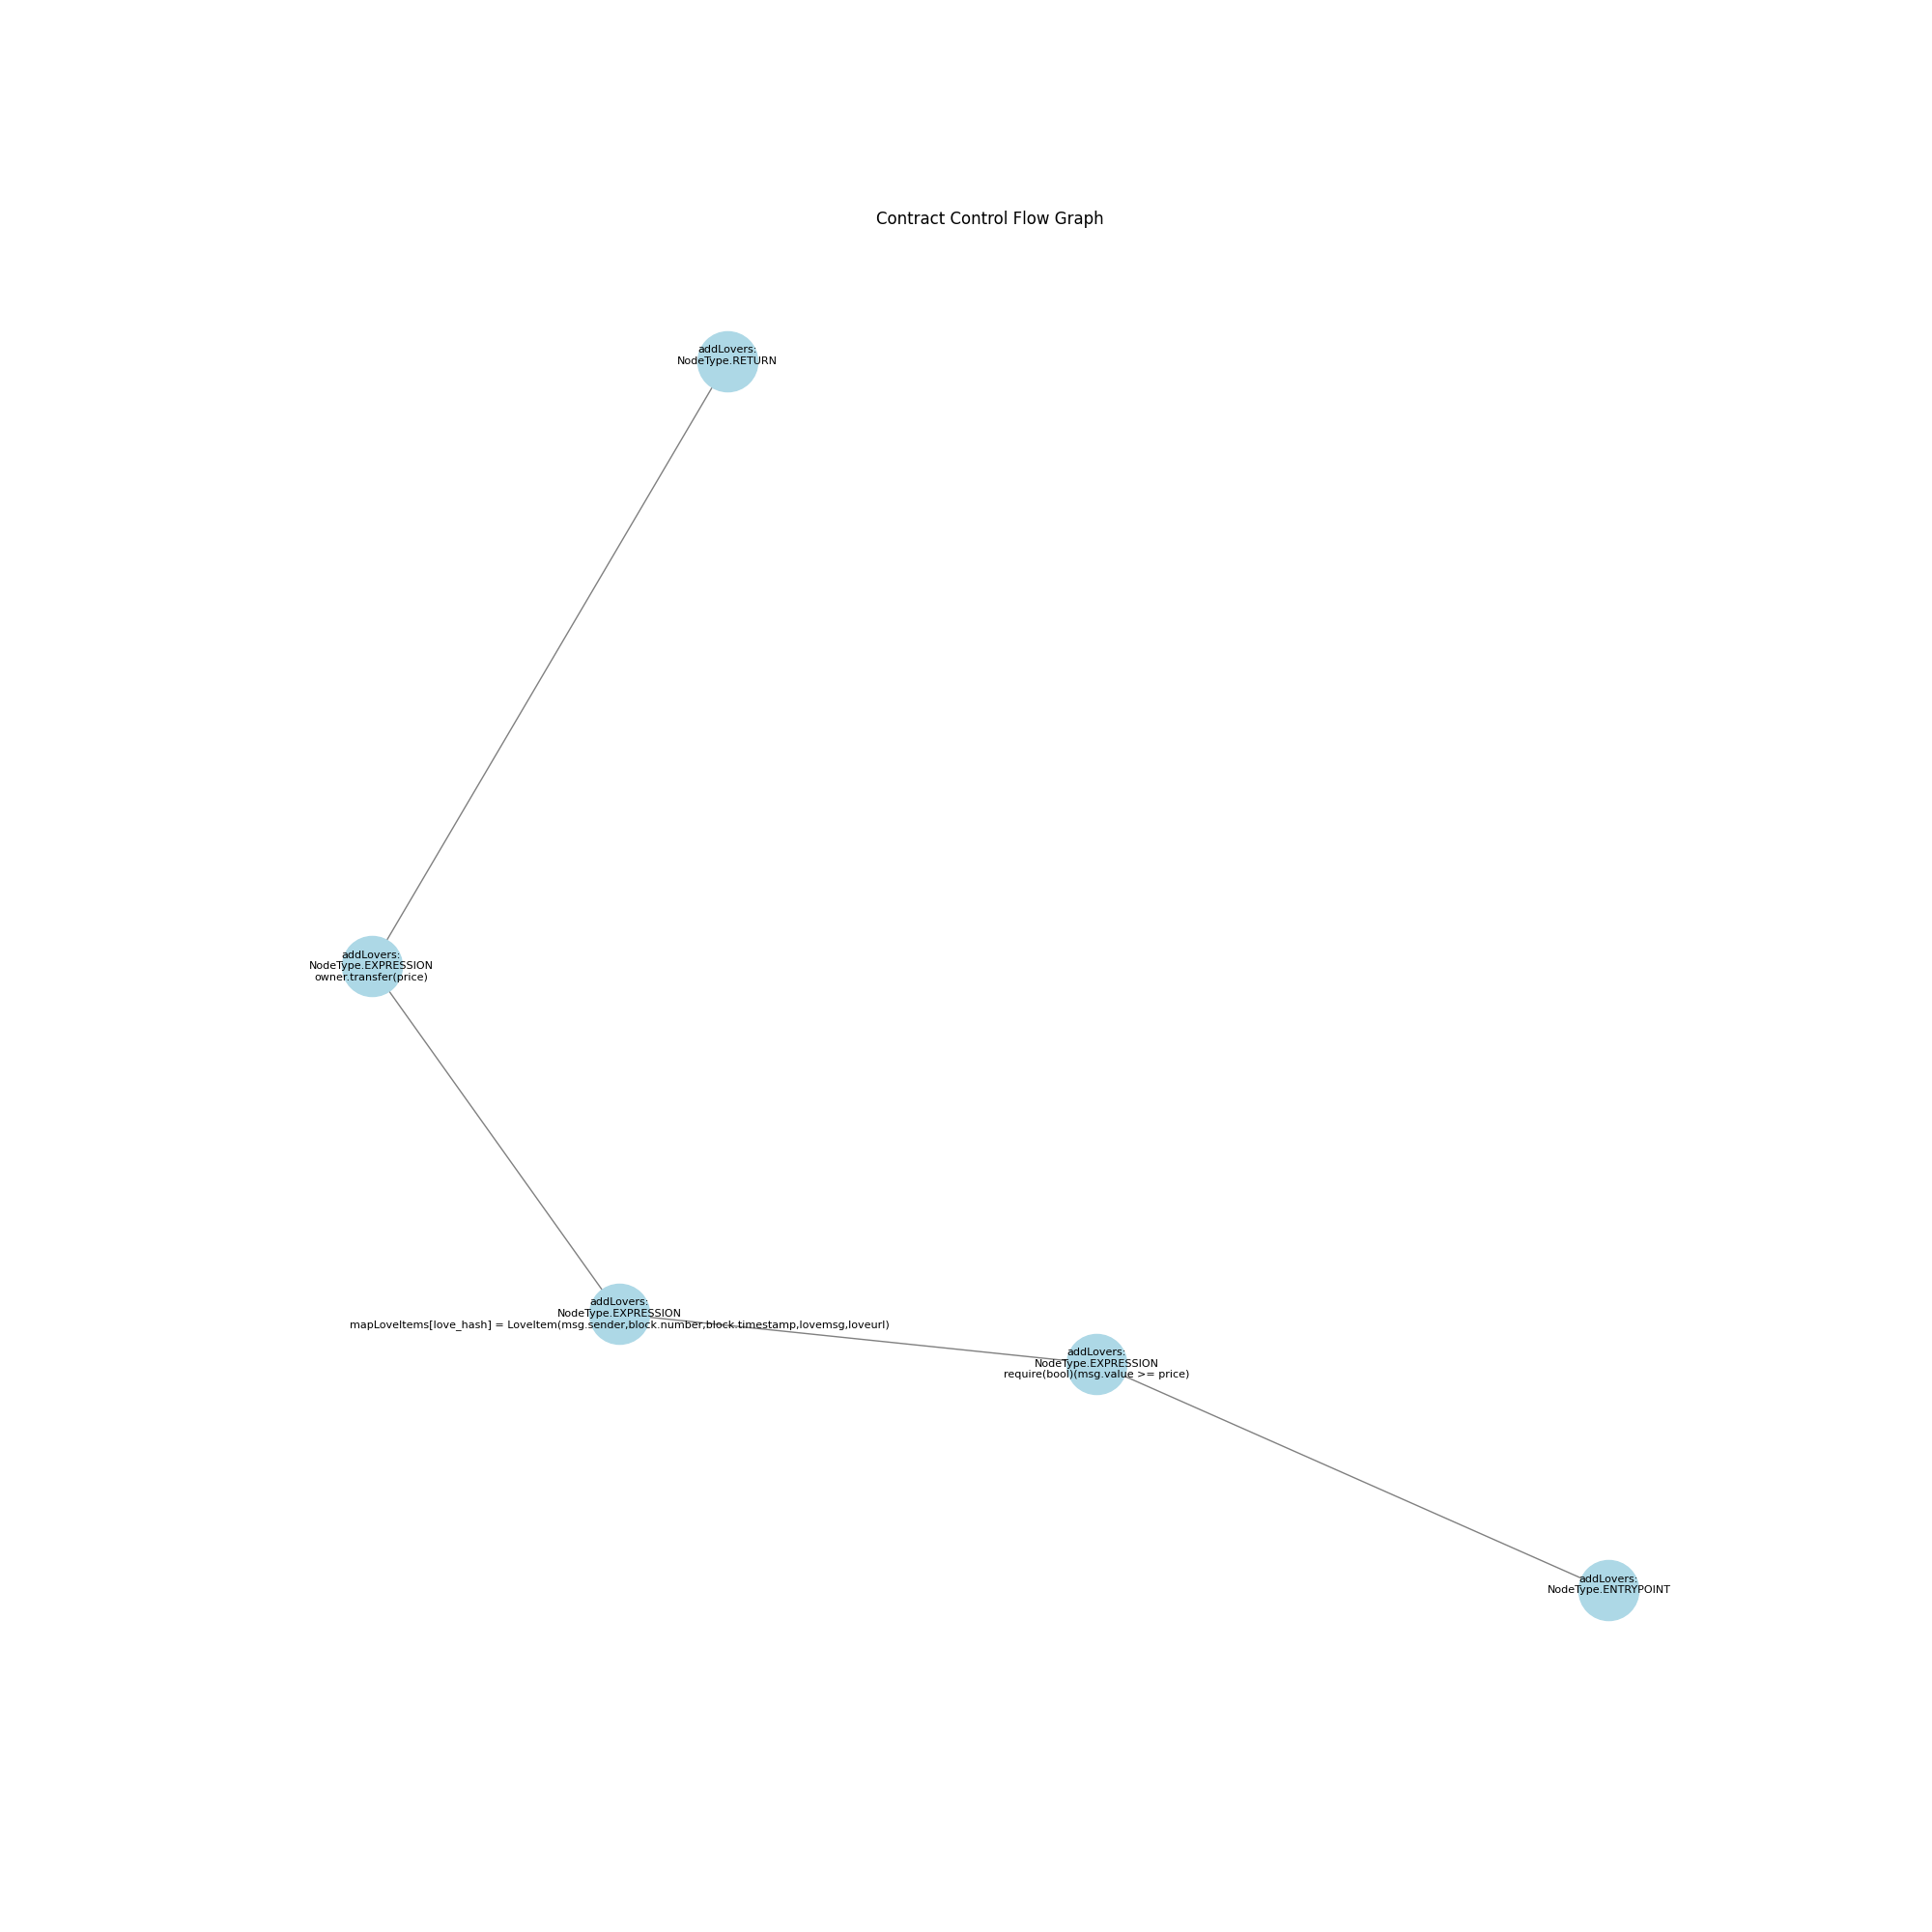 Contract Control Flow Graph
addLovers:
NodeType.RETURN
addLovers:
NodeType.EXPRESSION
owner.transfer(price)
addLovers:
NodeType.EXPRESSION
mapLoveItems[love_hash] = LoveItem(msg.sender,block.number,block.timestamp,lovemsg,loveurl)
addLovers:
NodeType.EXPRESSION
require(bool)(msg.value >= price)
addLovers:
NodeType.ENTRYPOINT